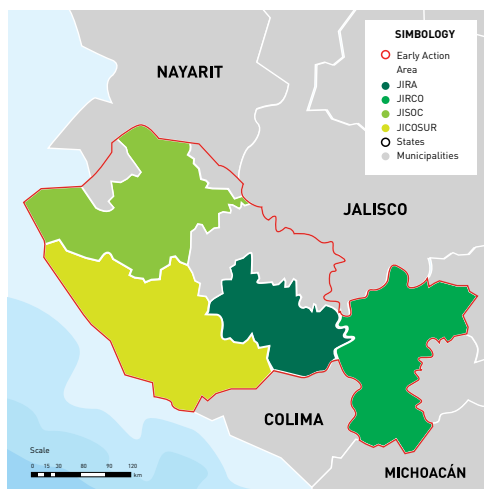 SIMBOLOGY
Early Action
Area
JIRA
JIRCO
JISOC
JICOSUR
States
Municipalities
NAYARIT
JALISCO
COLIMA
MICHOACÁN
Scale
0 15 30 60 90 120
km